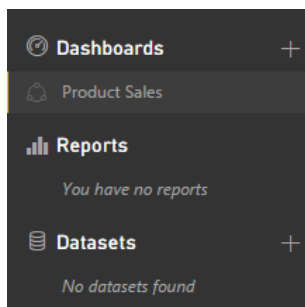 Dashboards +
Product Sales
Reports
You have no reports
Datasets +
No datasets found